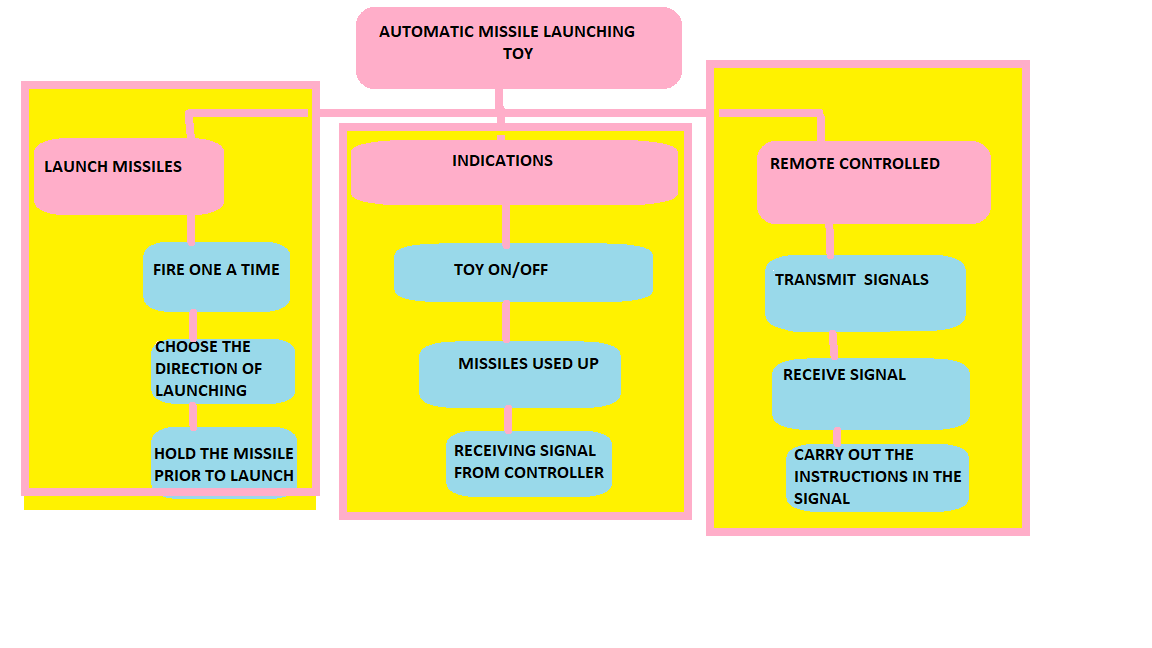 AUTOMATIC MISSILE LAUNCHING
TOY
LAUNCH MISSILES
FIRE ONE A TIME
CHOOSE THE
DIRECTION OF
LAUNCHING
HOLD THE MISSILE
PRIOR TO LAUNCH
INDICATIONS
TOY ON/OFF
MISSILES USED UP
RECEIVING SIGNAL
FROM CONTROLLER
REMOTE CONTROLLED
TRANSMIT  SIGNALS
RECEIVE SIGNAL
CARRY OUT THE
INSTRUCTIONS IN THE
SIGNAL